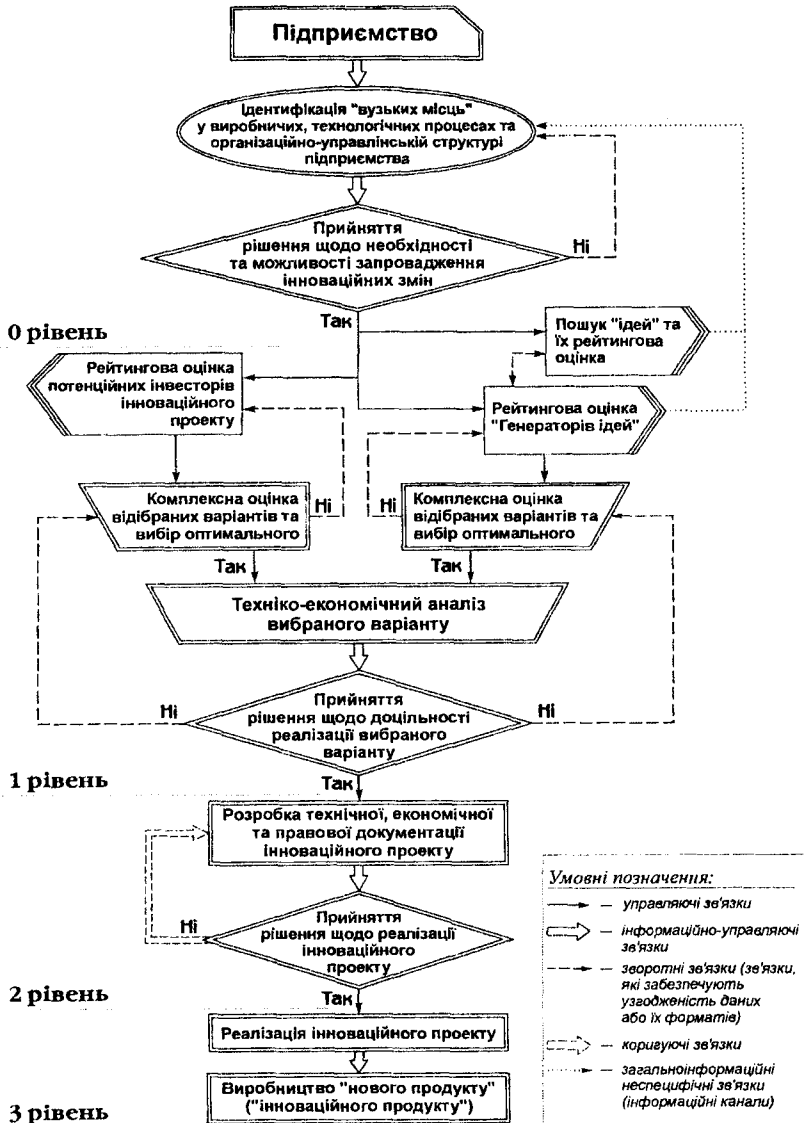 Підприємство
Ідентифікація "вузьких місць"
у виробничих, технологічних процесах та
організаційно-управлінській структурі
підприємства
Прийняття
рішення щодо необхідності
та можливості запровадження
інноваційних змін
Ні
Так
0 рівень
Пошук "ідей" та
їх рейтингова
оцінка
Рейтингова оцінка
потенційних інвесторів
інноваційного
проекту
Рейтингова оцінка
"Генераторів ідей"
Комплексна оцінка
відібраних варіантів та
вибір оптимального
Ні
Ні
Комплексна оцінка
відібраних варіантів та
вибір оптимального
Так
Так
Техніко-економічний аналіз
вибраного варіанту
Прийняття
рішення щодо доцільності
реалізації вибраного
варіанту
Ні
Ні
Так
1 рівень
Розробка технічної, економічної
та правової документації
інноваційного проекту
Прийняття
рішення щодо реалізації
інноваційного
проекту
Ні
Так
2 рівень
Реалізація інноваційного проекту
Виробництво "нового продукту"
("інноваційного продукту")
3 рівень
Умовні позначення:
– управляючі зв'язки
– інформаційно-управляючі
зв'язки
– зворотні зв'язки (зв'язки,
які забезпечують
узгодженість даних
або їх форматів)
– коригуючі зв'язки
– загальноінформаційні
неспецифічні зв'язки
(інформаційні канали)